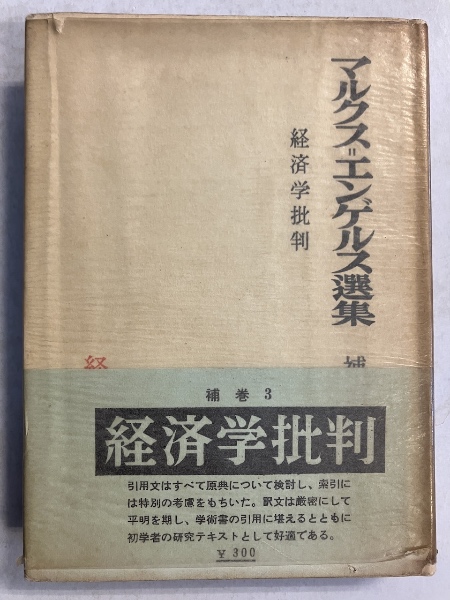 マルクス＝エンゲルス選集 補
経済学批判
経
補巻3
経済学批判
引用文はすべて原典について検討し、索引に
は特別の考慮をもちいた。訳文は厳密にして
平明を期し、学術書の引用に堪えるとともに
初学者の研究テキストとして好適である。
￥300